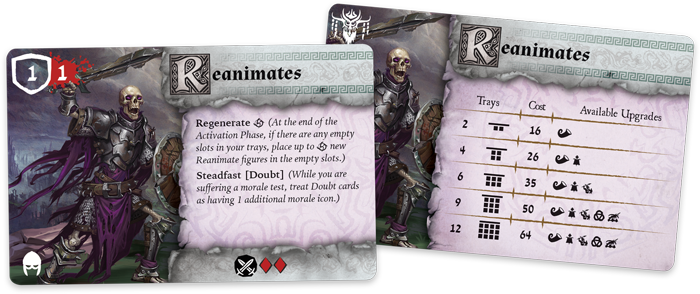 1 1
Reanimates
Regenerate (At the end of the
Activation Phase, if there are any empty
slots in your trays, place up to new
Reanimate figures in the empty slots.)
Steadfast [Doubt] (While you are
suffering a morale test, treat Doubt cards
as having 1 additional morale icon.)
Reanimates
Trays Cost Available Upgrades
2 16
4 26
6 35
9 50
12 64